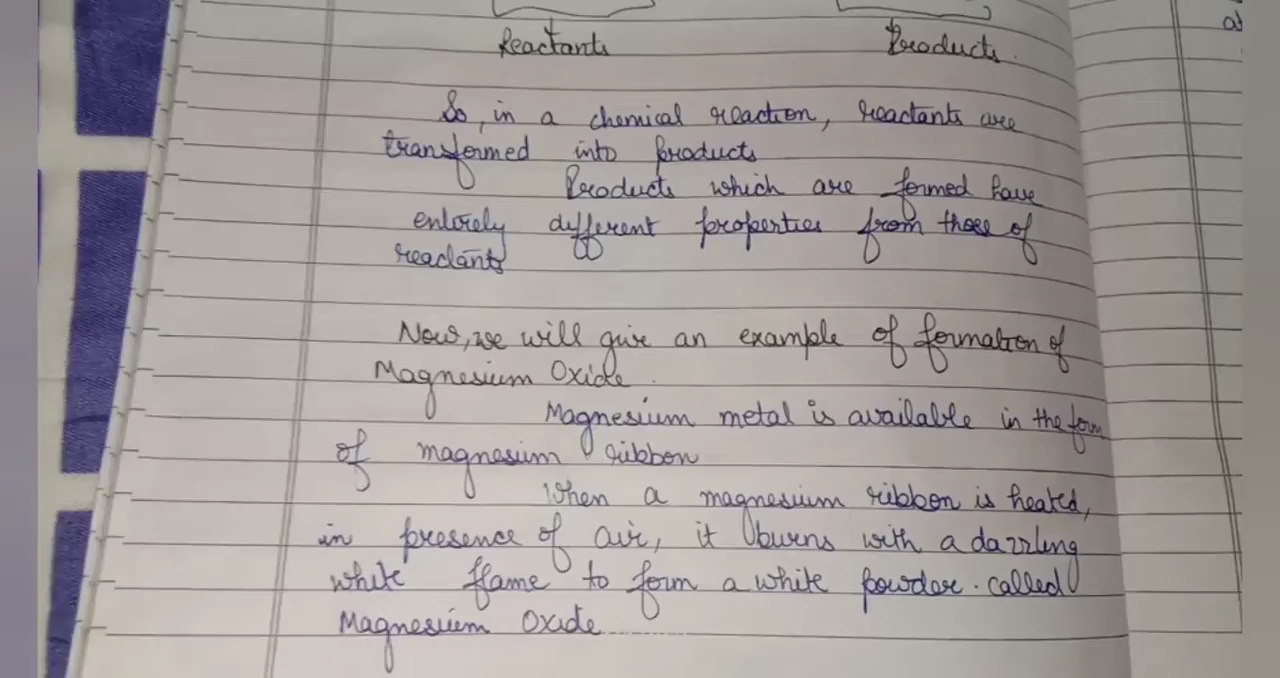 Reactants Products.
So, in a chemical reaction, reactants are
transformed into products
Products which are formed have
entirely different properties from those of
reactants
Now, we will give an example of formation of
Magnesium Oxide.
Magnesium metal is available in the form
of magnesium ribbon
When a magnesium ribbon is heated,
in presence of air, it burns with a dazzling
white flame to form a white powder. called
Magnesium Oxide